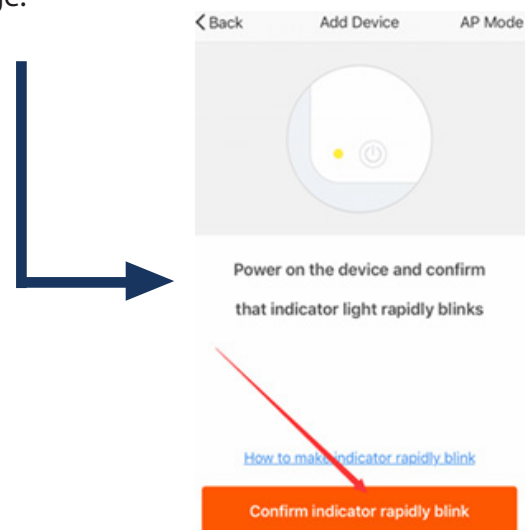 ge.
Back Add Device AP Mode
Power on the device and confirm
that indicator light rapidly blinks
How to make indicator rapidly blink
Confirm indicator rapidly blink